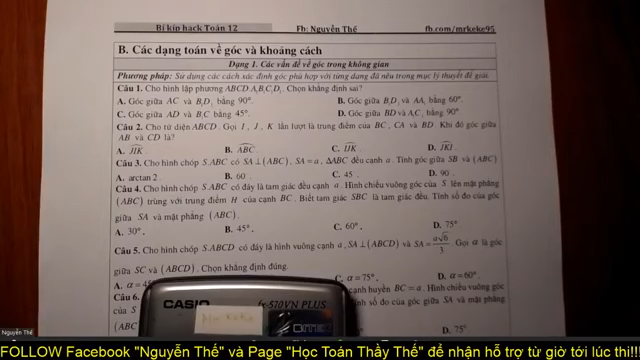 Bí kíp hack Toán 12 Fb: Nguyễn Thế fb.com/mrkeke95
B. Các dạng toán về góc và khoảng cách
Dạng 1. Các vấn đề về góc trong không gian
Phương pháp: Sử dụng các cách xác định góc phù hợp với từng dạng đã nêu trong mục lý thuyết để giải.
Câu 1. Cho hình lập phương ABCD.A₁B₁C₁D₁. Chọn khẳng định sai?
A. Góc giữa AC và B₁D₁ bằng 90°. B. Góc giữa B₁D₁ và AA₁ bằng 60°.
C. Góc giữa AD và B₁C bằng 45°. D. Góc giữa BD và A₁C₁ bằng 90°.
Câu 2. Cho tứ diện ABCD. Gọi I, J, K lần lượt là trung điểm của BC, CA và BD. Khi đó góc giữa
AB và CD là?
A. JIK. B. ABC. C. IJK. D. JKI.
Câu 3. Cho hình chóp S.ABC có SA ⊥ (ABC), SA = a, ΔABC đều cạnh a. Tính góc giữa SB và (ABC)
A. arctan 2. B. 60. C. 45. D. 90.
Câu 4. Cho hình chóp S.ABC có đáy là tam giác đều cạnh a. Hình chiếu vuông góc của S lên mặt phẳng
(ABC) trùng với trung điểm H của cạnh BC. Biết tam giác SBC là tam giác đều. Tính số đo của góc
giữa SA và mặt phẳng (ABC).
A. 30°. B. 45°. C. 60°. D. 75°
Câu 5. Cho hình chóp S.ABCD có đáy là hình vuông cạnh a, SA ⊥ (ABCD) và SA = a√6/3. Gọi α là góc
giữa SC và (ABCD). Chọn khẳng định đúng.
A. α = 45 C. α = 75°. D. α = 60°.
Câu 6. cạnh huyền BC = a. Hình chiếu vuông góc
của S số đo của góc giữa SA và mặt phẳng
(ABC D. 75°
CASIO fx-570VN PLUS
Nguyễn Thế
FOLLOW Facebook "Nguyễn Thế" và Page "Học Toán Thầy Thế" để nhận hỗ trợ từ giờ tới lúc thi!!